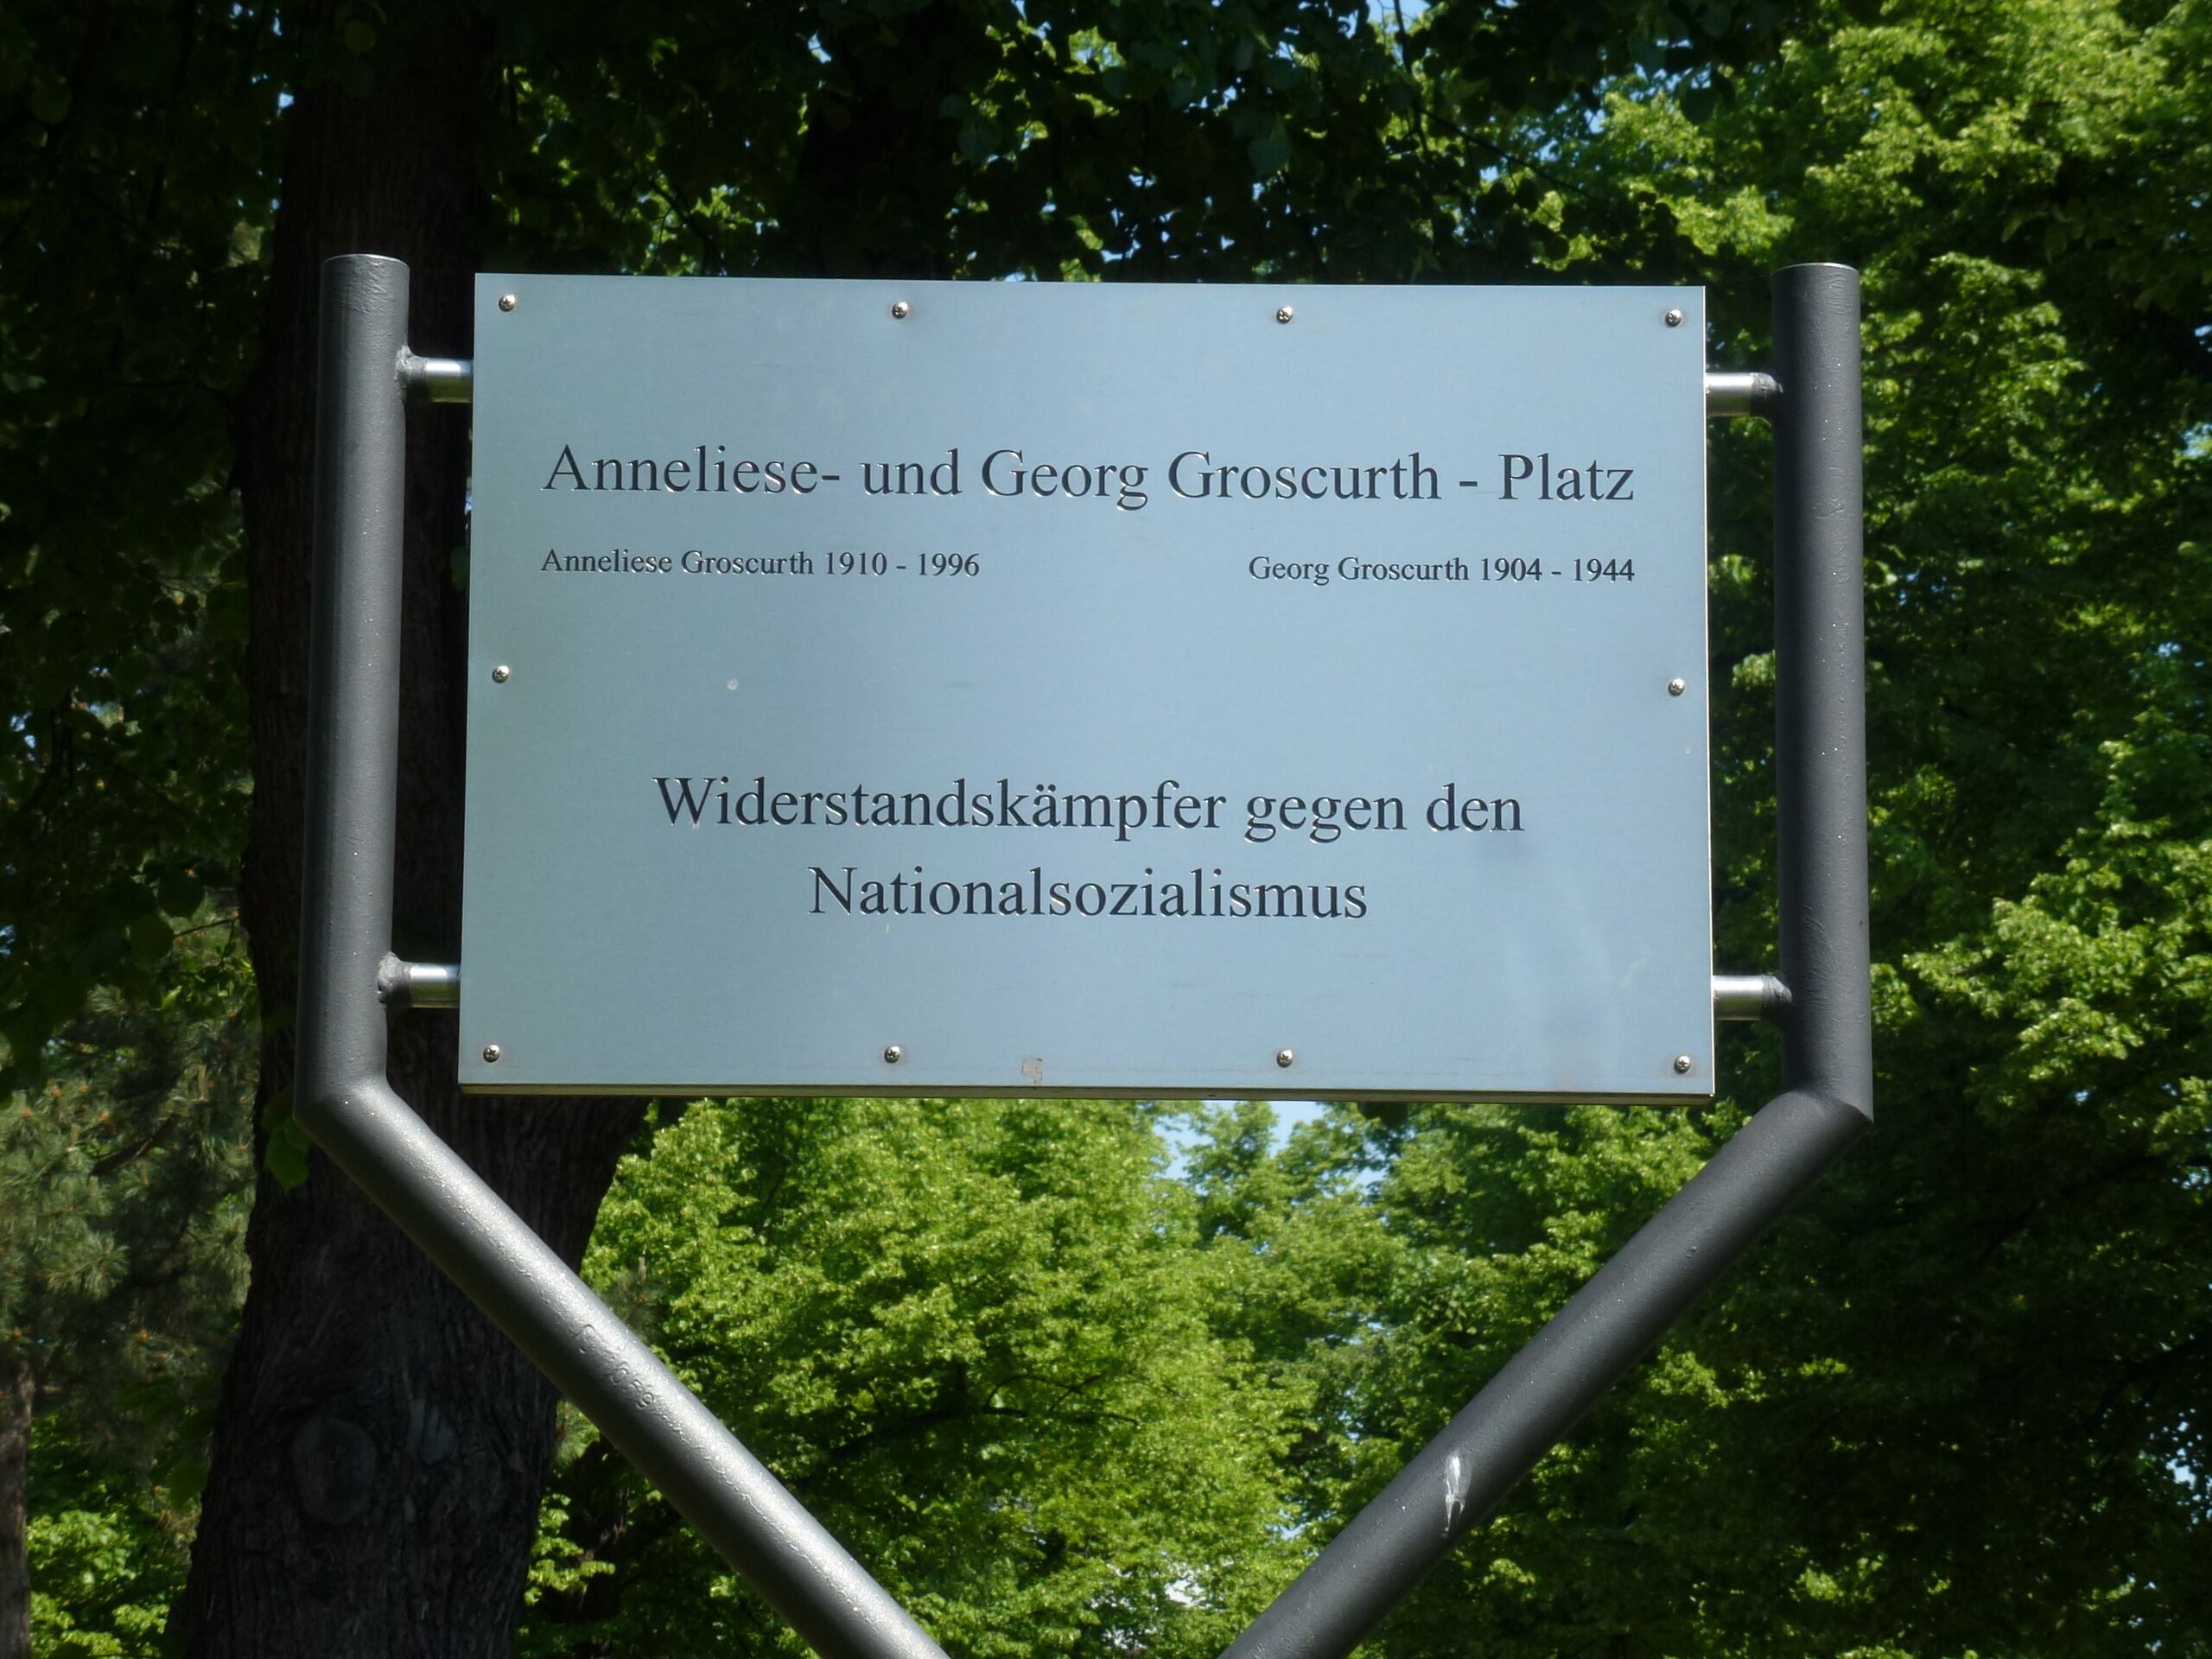 Anneliese- und Georg Groscurth - Platz
Anneliese Groscurth 1910 - 1996 Georg Groscurth 1904 - 1944
Widerstandskämpfer gegen den
Nationalsozialismus